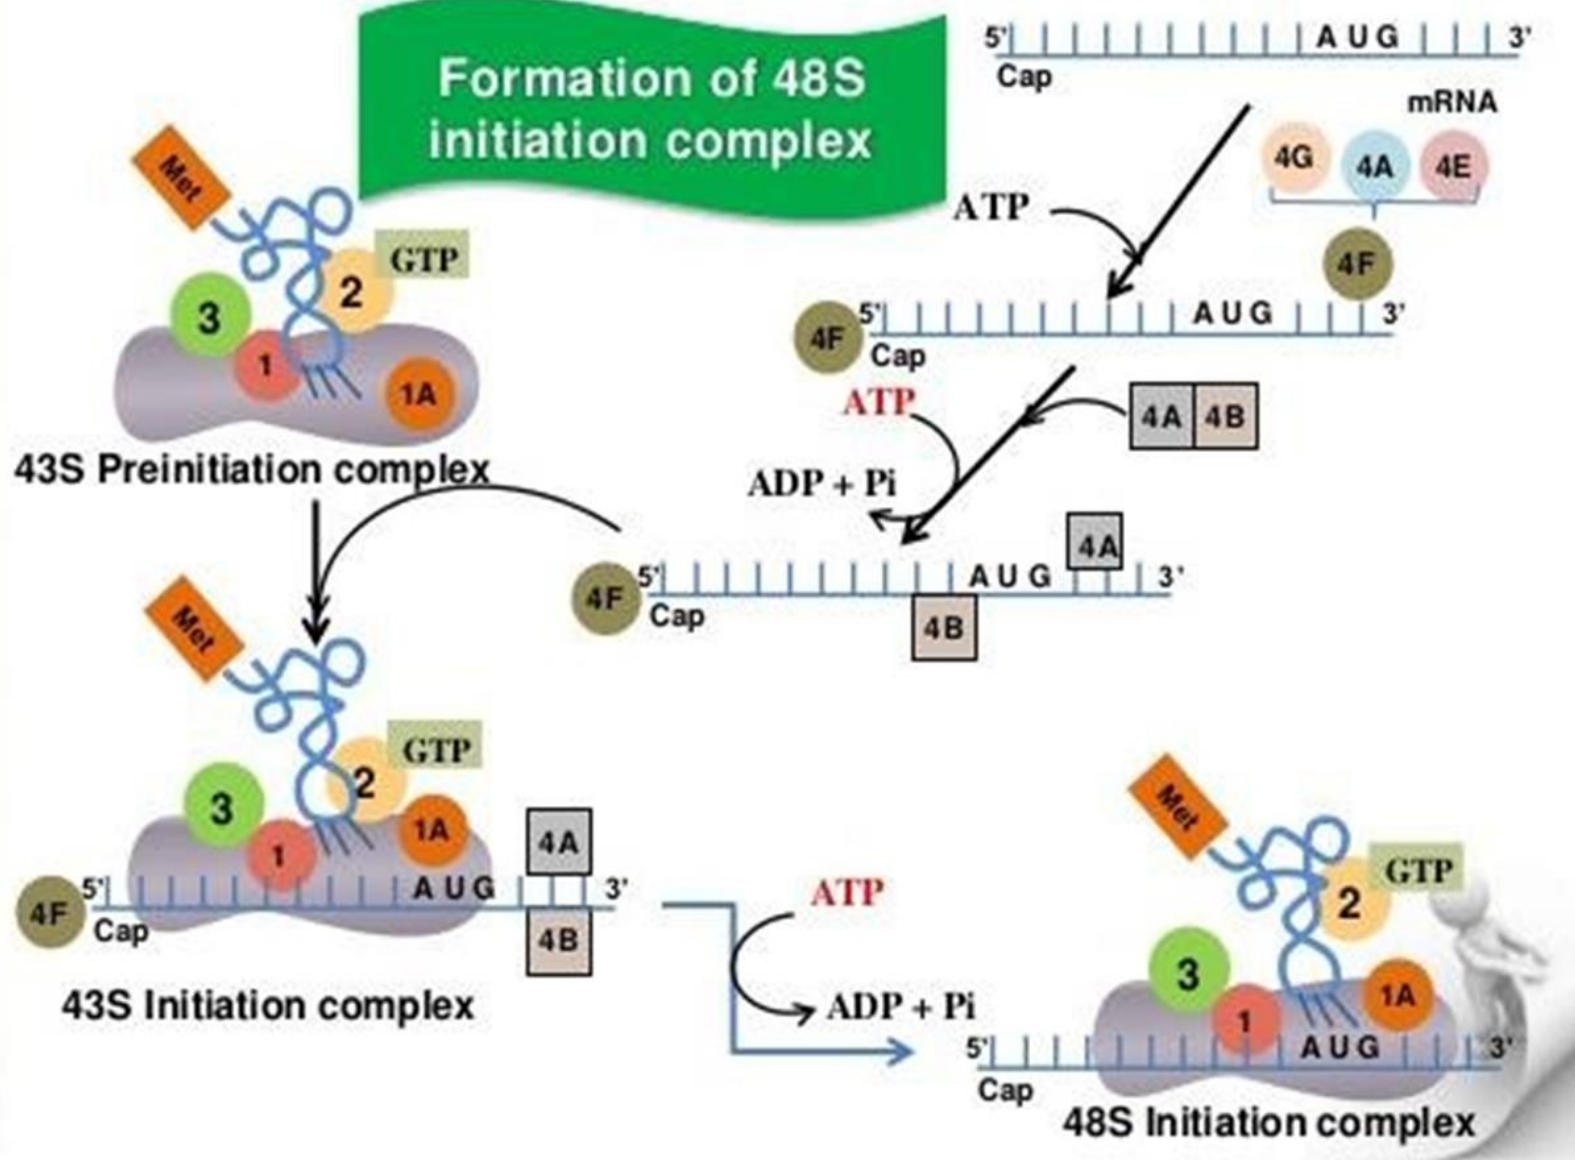 Formation of 48S
initiation complex
5' AUG 3'
Cap
mRNA
4G 4A 4E
4F
ATP
Met
GTP
2
3
1
1A
43S Preinitiation complex
4F 5' AUG 3'
Cap
ATP
4A 4B
ADP + Pi
4A
4F 5' AUG 3'
Cap
4B
Met
GTP
2
3
1
1A
4A
4F 5' AUG 3'
Cap
4B
43S Initiation complex
ATP
ADP + Pi
Met
GTP
2
3
1
1A
5' AUG 3'
Cap
48S Initiation complex